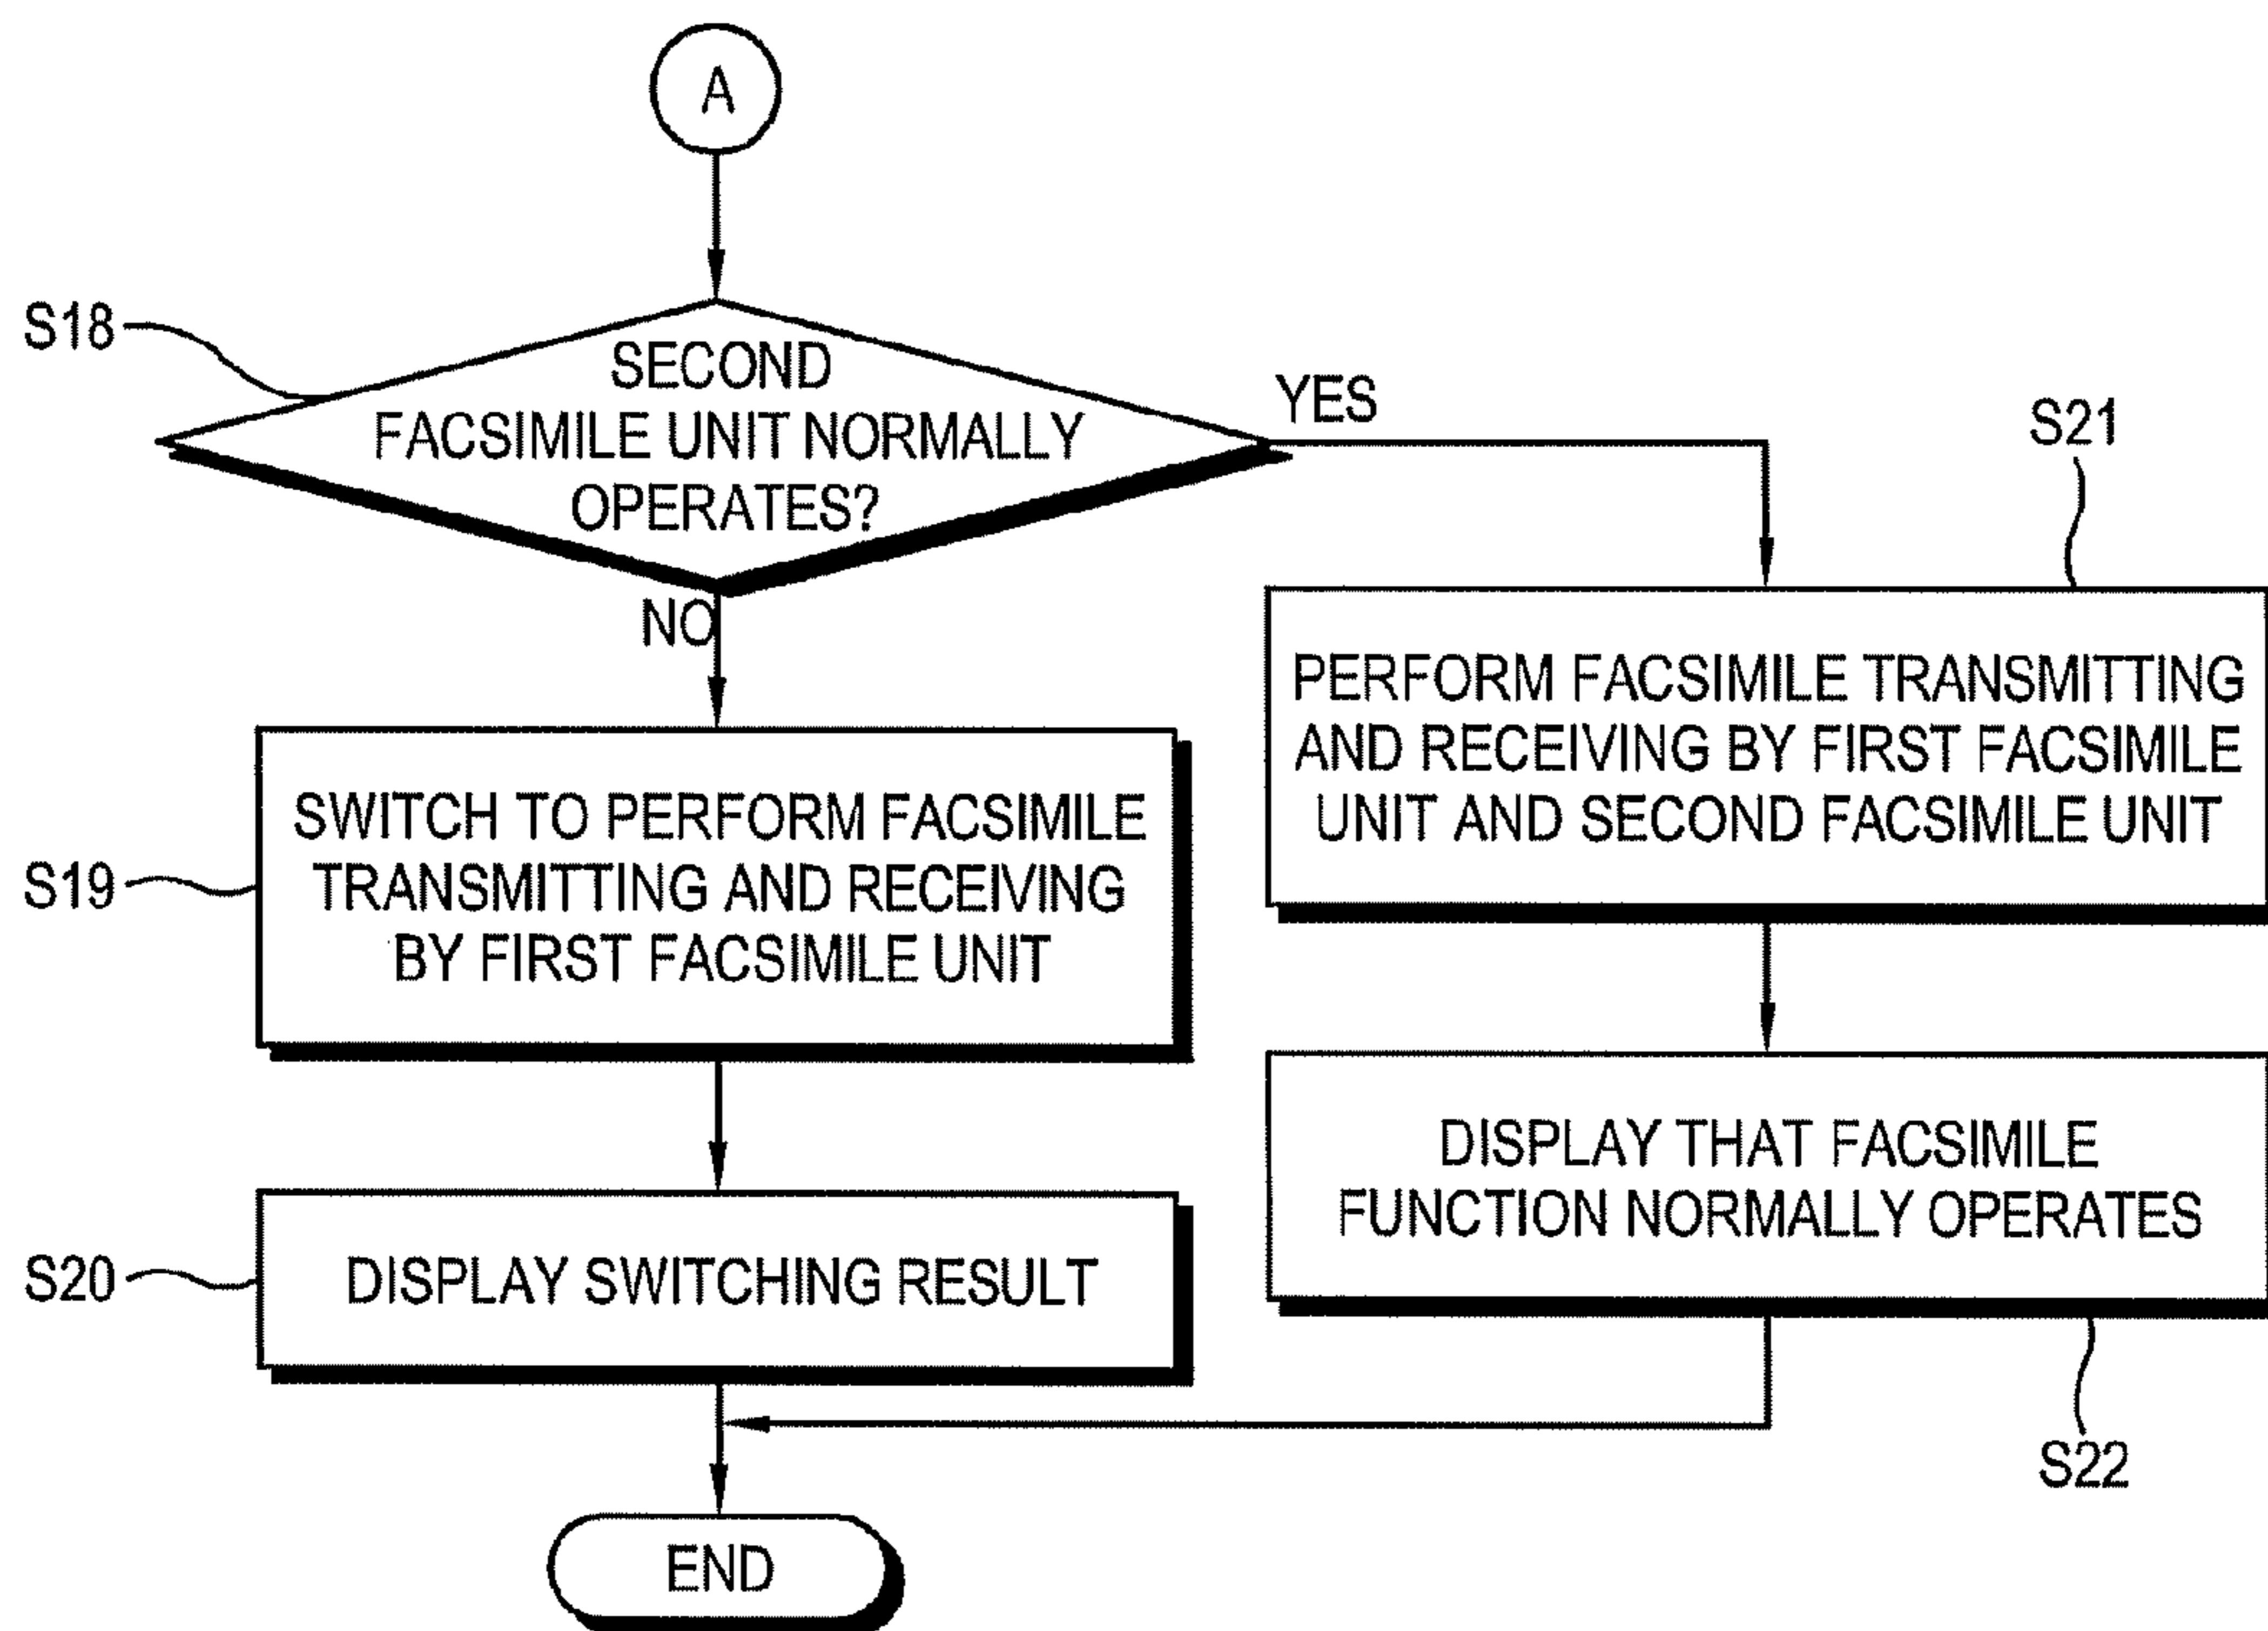 A
S18
SECOND
FACSIMILE UNIT NORMALLY
OPERATES?
YES
NO
S21
PERFORM FACSIMILE TRANSMITTING
AND RECEIVING BY FIRST FACSIMILE
UNIT AND SECOND FACSIMILE UNIT
S19
SWITCH TO PERFORM FACSIMILE
TRANSMITTING AND RECEIVING
BY FIRST FACSIMILE UNIT
DISPLAY THAT FACSIMILE
FUNCTION NORMALLY OPERATES
S22
S20
DISPLAY SWITCHING RESULT
END